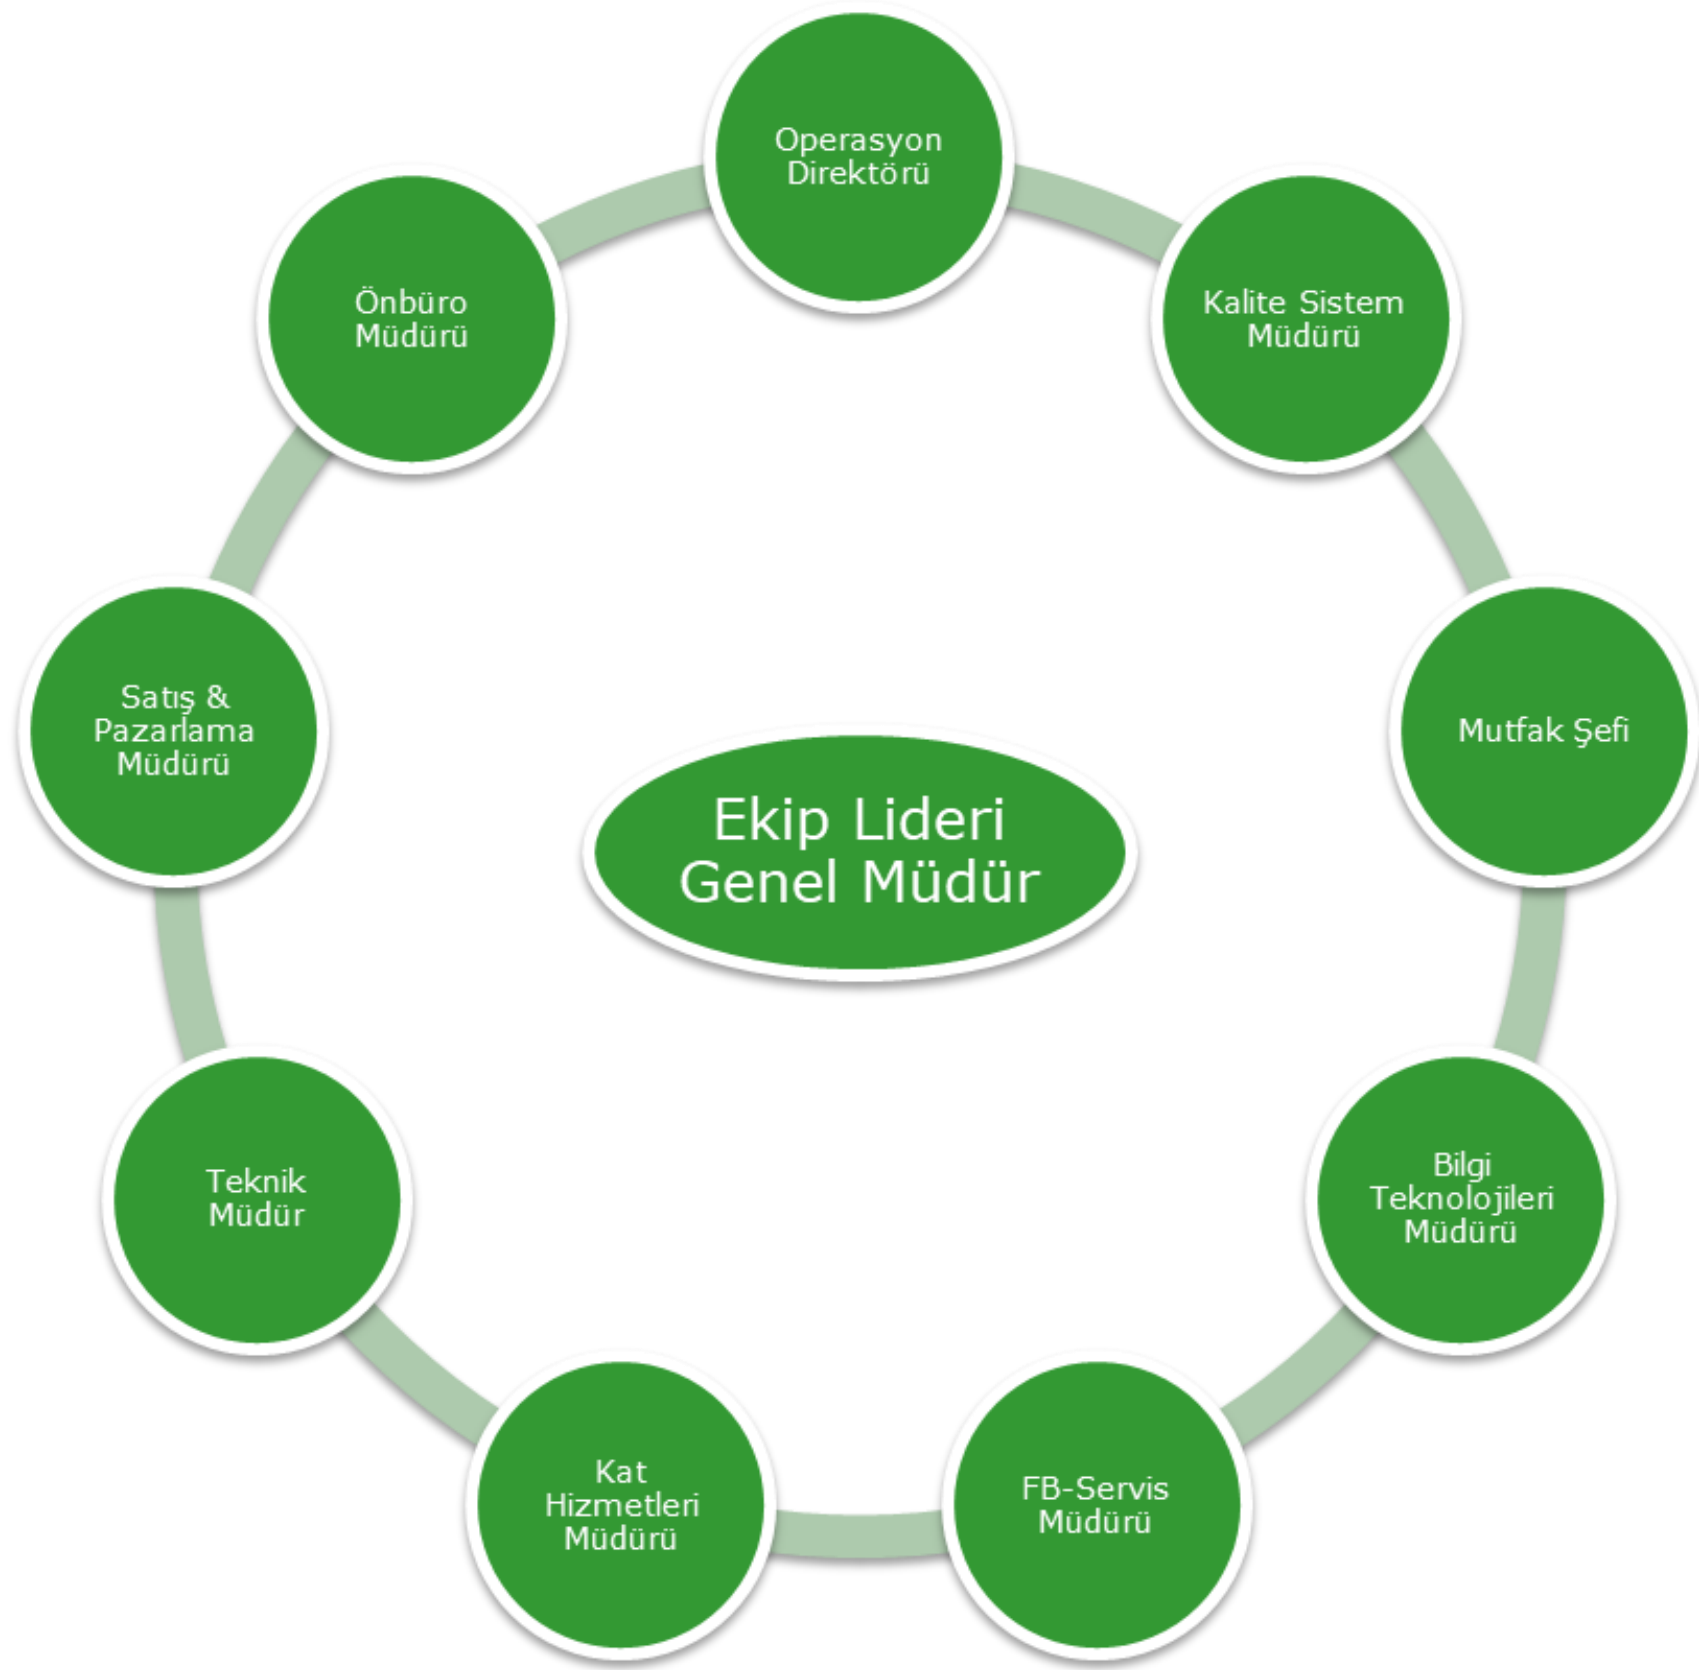 Operasyon
Direktörü
Kalite Sistem
Müdürü
Mutfak Şefi
Bilgi
Teknolojileri
Müdürü
FB-Servis
Müdürü
Kat
Hizmetleri
Müdürü
Teknik
Müdür
Satış &
Pazarlama
Müdürü
Önbüro
Müdürü
Ekip Lideri
Genel Müdür